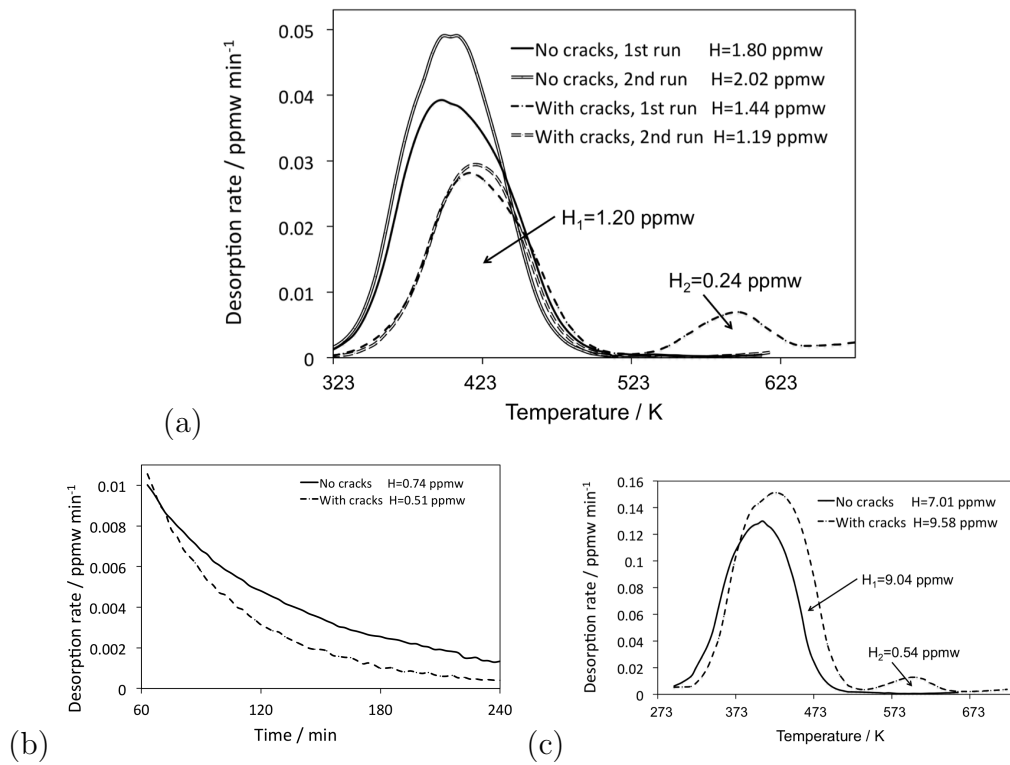 0.05
0.04
0.03
0.02
0.01
0
Desorption rate / ppmw min⁻¹
No cracks, 1st run H=1.80 ppmw
No cracks, 2nd run H=2.02 ppmw
With cracks, 1st run H=1.44 ppmw
With cracks, 2nd run H=1.19 ppmw
H₁=1.20 ppmw
H₂=0.24 ppmw
323 423 523 623
Temperature / K
(a)
0.01
0.008
0.006
0.004
0.002
0
Desorption rate / ppmw min⁻¹
No cracks H=0.74 ppmw
With cracks H=0.51 ppmw
60 120 180 240
Time / min
(b)
0.16
0.14
0.12
0.1
0.08
0.06
0.04
0.02
0
Desorption rate / ppmw min⁻¹
No cracks H=7.01 ppmw
With cracks H=9.58 ppmw
H₁=9.04 ppmw
H₂=0.54 ppmw
273 373 473 573 673
Temperature / K
(c)